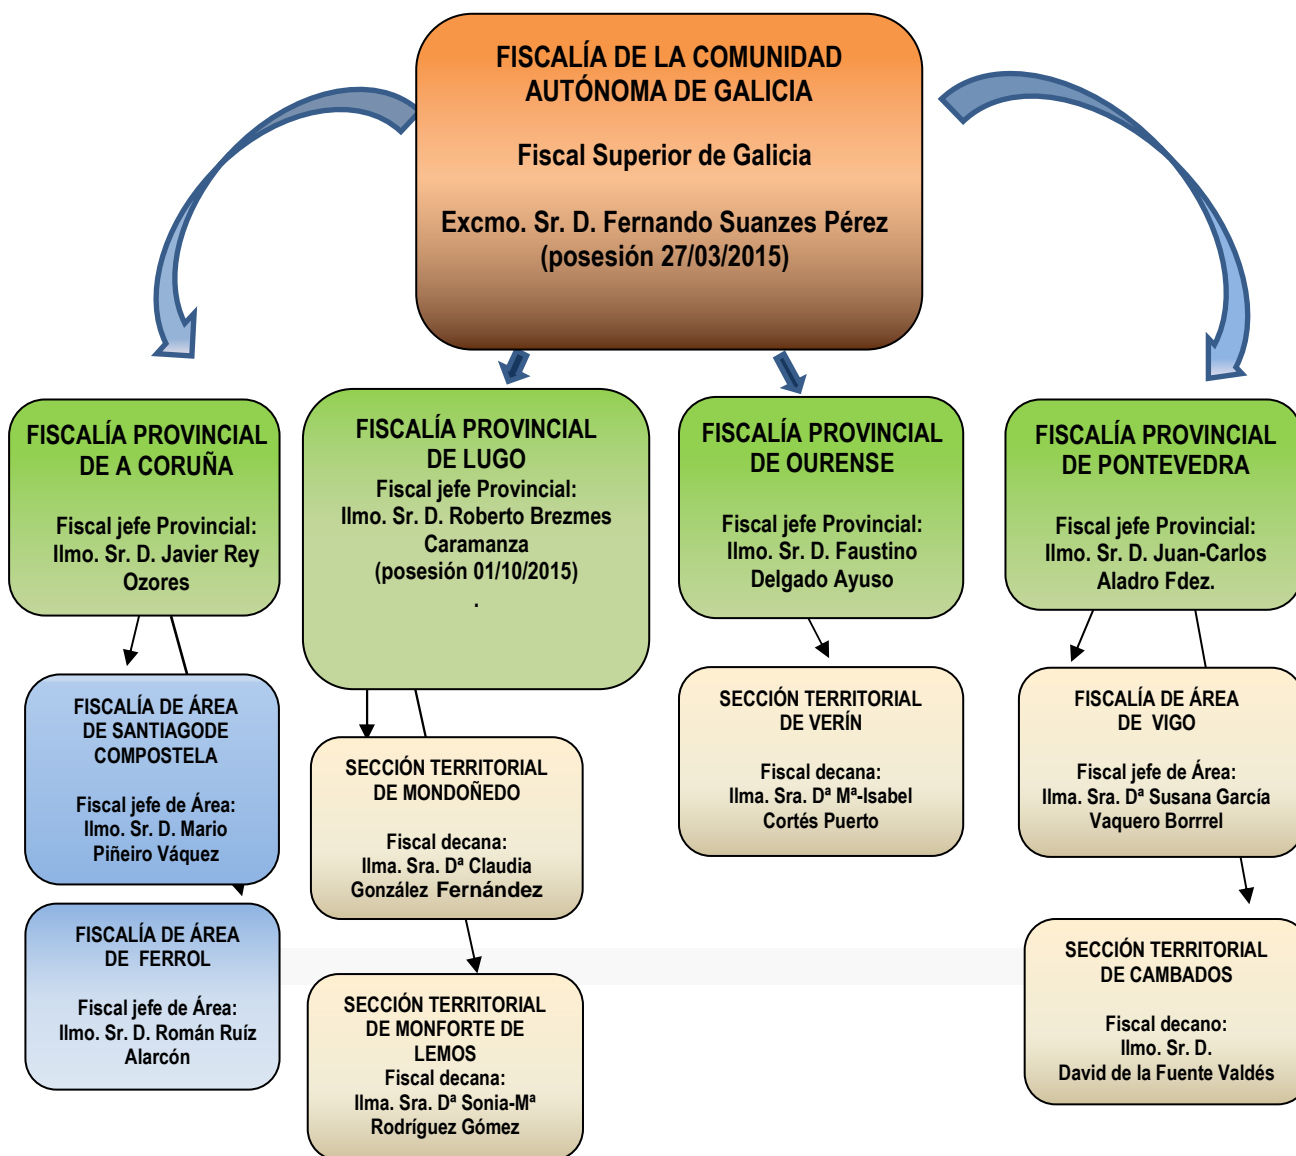 FISCALÍA DE LA COMUNIDAD
AUTÓNOMA DE GALICIA
Fiscal Superior de Galicia
Excmo. Sr. D. Fernando Suanzes Pérez
(posesión 27/03/2015)
FISCALÍA PROVINCIAL
DE A CORUÑA
Fiscal jefe Provincial:
Ilmo. Sr. D. Javier Rey
Ozores
FISCALÍA PROVINCIAL
DE LUGO
Fiscal jefe Provincial:
Ilmo. Sr. D. Roberto Brezmes
Caramanza
(posesión 01/10/2015)
.
FISCALÍA PROVINCIAL
DE OURENSE
Fiscal jefe Provincial:
Ilmo. Sr. D. Faustino
Delgado Ayuso
FISCALÍA PROVINCIAL
DE PONTEVEDRA
Fiscal jefe Provincial:
Ilmo. Sr. D. Juan-Carlos
Aladro Fdez.
FISCALÍA DE ÁREA
DE SANTIAGODE
COMPOSTELA
Fiscal jefe de Área:
Ilmo. Sr. D. Mario
Piñeiro Váquez
SECCIÓN TERRITORIAL
DE MONDOÑEDO
Fiscal decana:
Ilma. Sra. Dª Claudia
González Fernández
SECCIÓN TERRITORIAL
DE VERÍN
Fiscal decana:
Ilma. Sra. Dª Mª-Isabel
Cortés Puerto
FISCALÍA DE ÁREA
DE VIGO
Fiscal jefe de Área:
Ilma. Sra. Dª Susana García
Vaquero Borrrel
FISCALÍA DE ÁREA
DE FERROL
Fiscal jefe de Área:
Ilmo. Sr. D. Román Ruíz
Alarcón
SECCIÓN TERRITORIAL
DE MONFORTE DE
LEMOS
Fiscal decana:
Ilma. Sra. Dª Sonia-Mª
Rodríguez Gómez
SECCIÓN TERRITORIAL
DE CAMBADOS
Fiscal decano:
Ilmo. Sr. D.
David de la Fuente Valdés